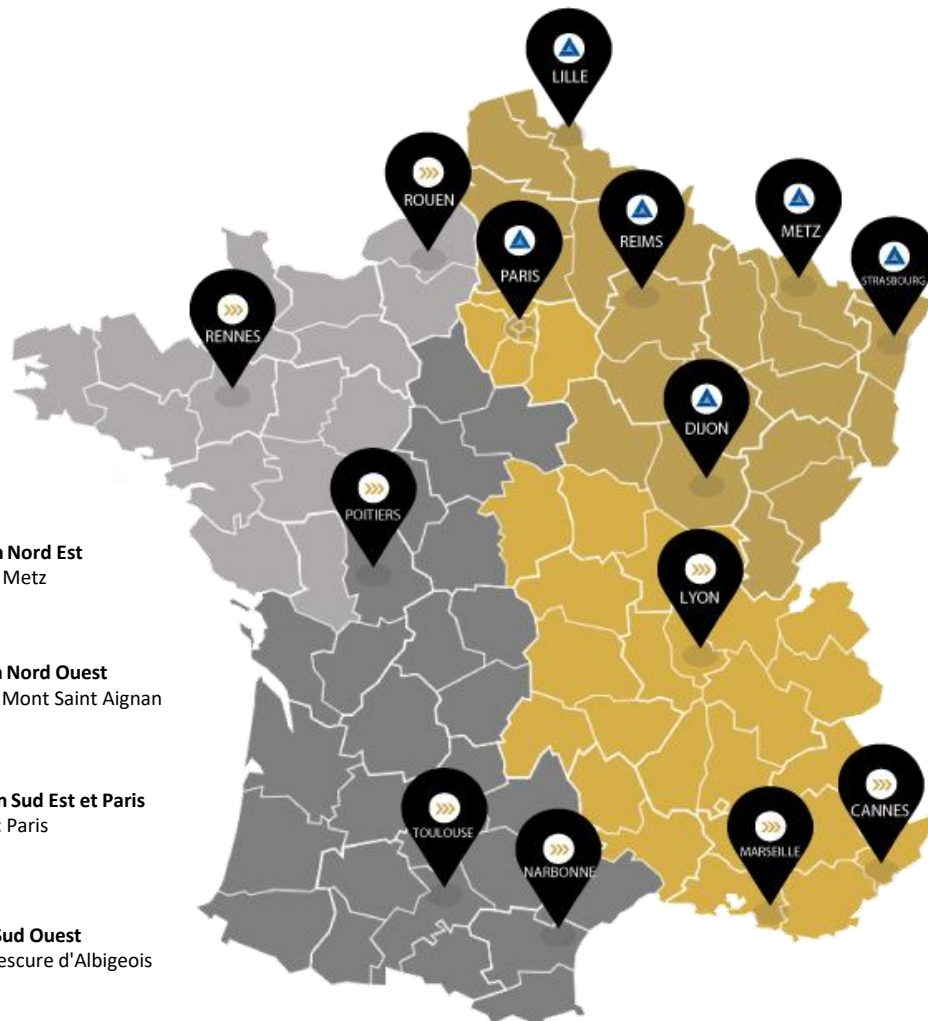 LILLE
ROUEN
PARIS
REIMS
METZ
STRASBOURG
RENNES
DIJON
POITIERS
Nord Est
Metz
LYON
Nord Ouest
Mont Saint Aignan
Sud Est et Paris
: Paris
CANNES
TOULOUSE
MARSEILLE
NARBONNE
Sud Ouest
escure d'Albigeois